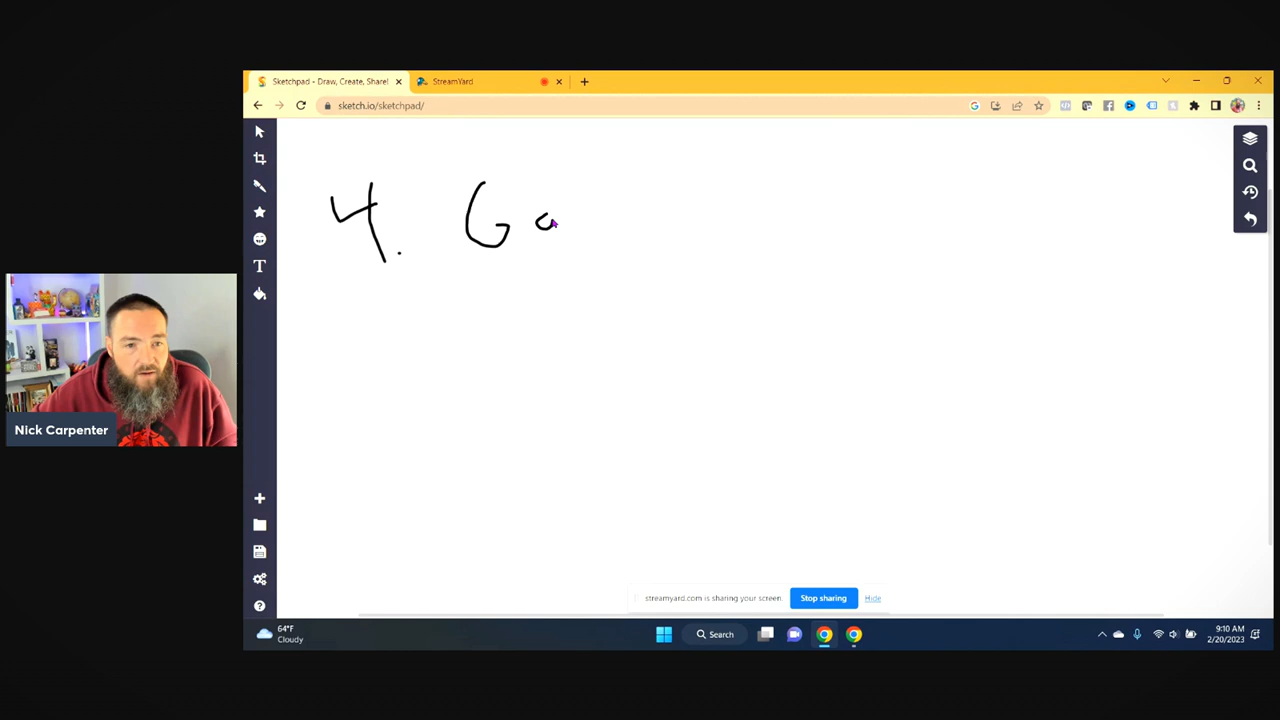 Sketchpad - Draw, Create, Share!
StreamYard
sketch.io/sketchpad/
4. Ga
Nick Carpenter
streamyard.com is sharing your screen.
Stop sharing
Hide
64°F
Cloudy
Search
9:10 AM
2/20/2023